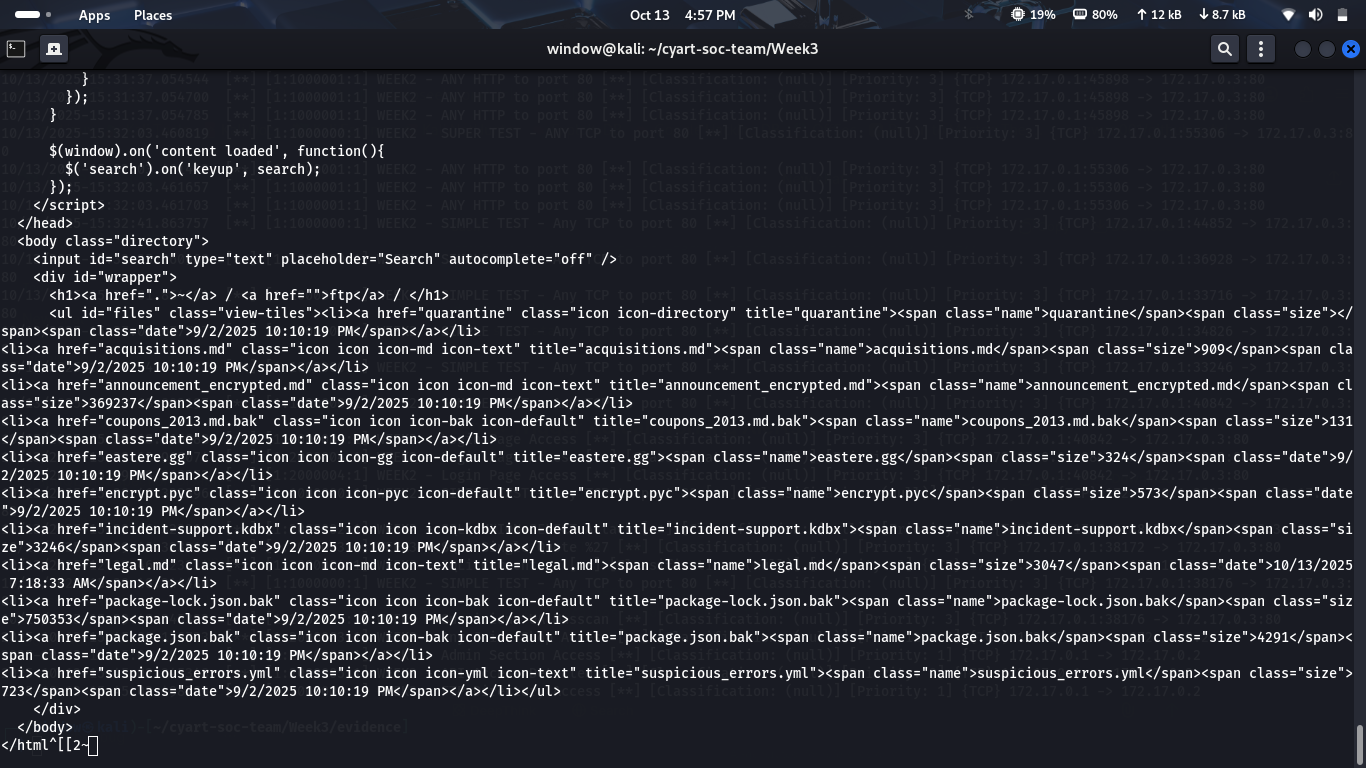 Apps Places Oct 13 4:57 PM 19% 80% 12 kB 8.7 kB
window@kali: ~/cyart-soc-team/Week3
}
});
}
$(window).on('content loaded', function(){
$('search').on('keyup', search);
});
</script>
</head>
<body class="directory">
<input id="search" type="text" placeholder="Search" autocomplete="off" />
<div id="wrapper">
<h1><a href=".">~</a> / <a href="">ftp</a> / </h1>
<ul id="files" class="view-tiles"><li><a href="quarantine" class="icon icon-directory" title="quarantine"><span class="name">quarantine</span><span class="size"></
span><span class="date">9/2/2025 10:10:19 PM</span></a></li>
<li><a href="acquisitions.md" class="icon icon icon-md icon-text" title="acquisitions.md"><span class="name">acquisitions.md</span><span class="size">909</span><span cla
ss="date">9/2/2025 10:10:19 PM</span></a></li>
<li><a href="announcement_encrypted.md" class="icon icon icon-md icon-text" title="announcement_encrypted.md"><span class="name">announcement_encrypted.md</span><span cl
ass="size">369237</span><span class="date">9/2/2025 10:10:19 PM</span></a></li>
<li><a href="coupons_2013.md.bak" class="icon icon icon-bak icon-default" title="coupons_2013.md.bak"><span class="name">coupons_2013.md.bak</span><span class="size">131
</span><span class="date">9/2/2025 10:10:19 PM</span></a></li>
<li><a href="eastere.gg" class="icon icon icon-gg icon-default" title="eastere.gg"><span class="name">eastere.gg</span><span class="size">324</span><span class="date">9/
2/2025 10:10:19 PM</span></a></li>
<li><a href="encrypt.pyc" class="icon icon icon-pyc icon-default" title="encrypt.pyc"><span class="name">encrypt.pyc</span><span class="size">573</span><span class="date
">9/2/2025 10:10:19 PM</span></a></li>
<li><a href="incident-support.kdbx" class="icon icon icon-kdbx icon-default" title="incident-support.kdbx"><span class="name">incident-support.kdbx</span><span class="si
ze">3246</span><span class="date">9/2/2025 10:10:19 PM</span></a></li>
<li><a href="legal.md" class="icon icon icon-md icon-text" title="legal.md"><span class="name">legal.md</span><span class="size">3047</span><span class="date">10/13/2025
7:18:33 AM</span></a></li>
<li><a href="package-lock.json.bak" class="icon icon icon-bak icon-default" title="package-lock.json.bak"><span class="name">package-lock.json.bak</span><span class="siz
e">750353</span><span class="date">9/2/2025 10:10:19 PM</span></a></li>
<li><a href="package.json.bak" class="icon icon icon-bak icon-default" title="package.json.bak"><span class="name">package.json.bak</span><span class="size">4291</span><
span class="date">9/2/2025 10:10:19 PM</span></a></li>
<li><a href="suspicious_errors.yml" class="icon icon icon-yml icon-text" title="suspicious_errors.yml"><span class="name">suspicious_errors.yml</span><span class="size">
723</span><span class="date">9/2/2025 10:10:19 PM</span></a></li></ul>
</div>
</body>
</html^[[2~